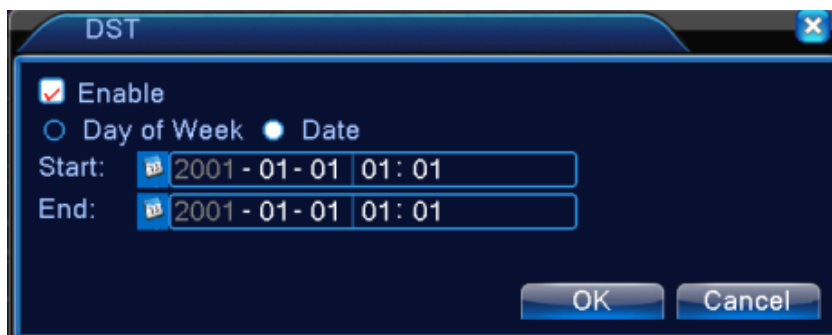 DST
Enable
Day of Week Date
Start: 2001-01-01 01:01
End: 2001-01-01 01:01
OK Cancel